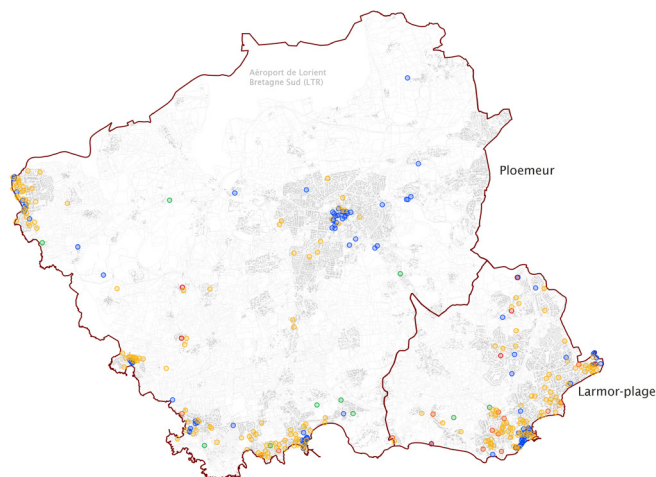 Aéroport de Lorient
Bretagne Sud (LTR)
Ploemeur
Larmor-plage